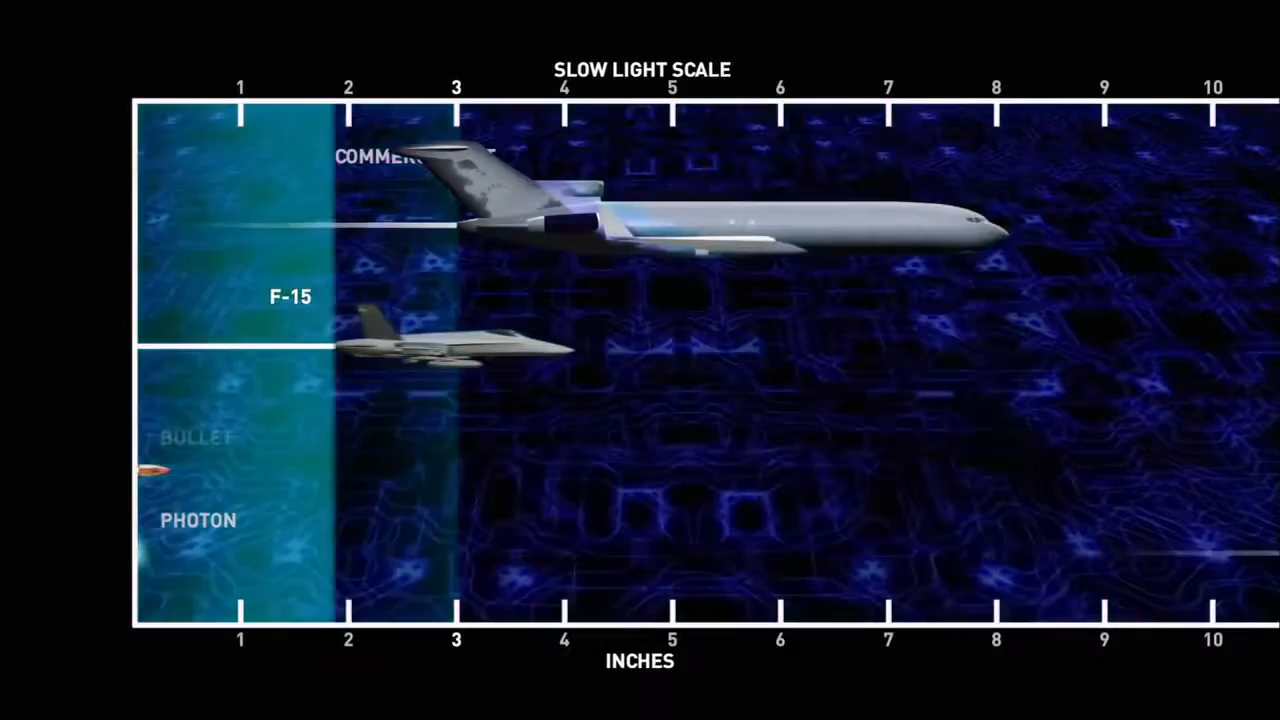 SLOW LIGHT SCALE
1 2 3 4 5 6 7 8 9 10
F-15
BULLET
PHOTON
1 2 3 4 5 6 7 8 9 10
INCHES